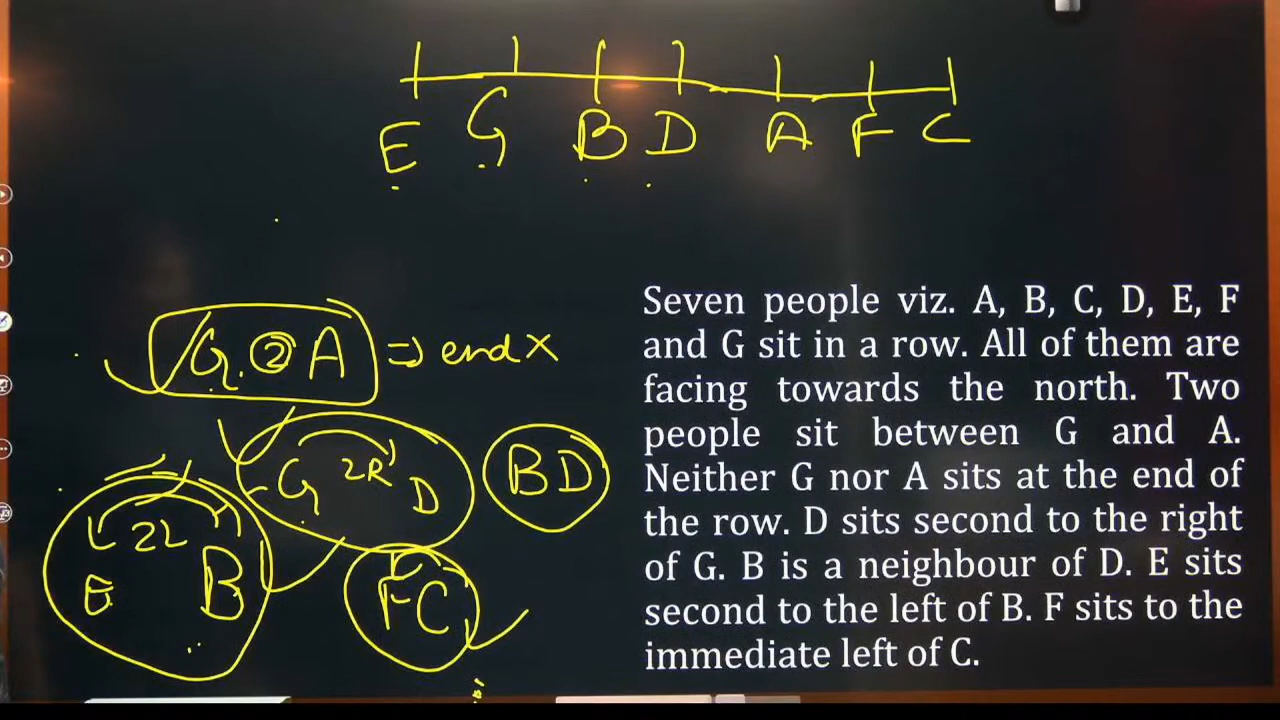 E G B D A F C
G ② A ⇒ end X
G 2R D
B D
E 2L B
F C
Seven people viz. A, B, C, D, E, F
and G sit in a row. All of them are
facing towards the north. Two
people sit between G and A.
Neither G nor A sits at the end of
the row. D sits second to the right
of G. B is a neighbour of D. E sits
second to the left of B. F sits to the
immediate left of C.